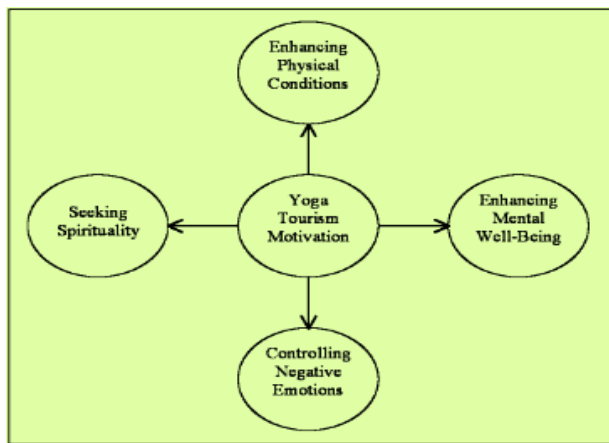 Enhancing
Physical
Conditions
Seeking
Spirituality
Yoga
Tourism
Motivation
Enhancing
Mental
Well-Being
Controlling
Negative
Emotions